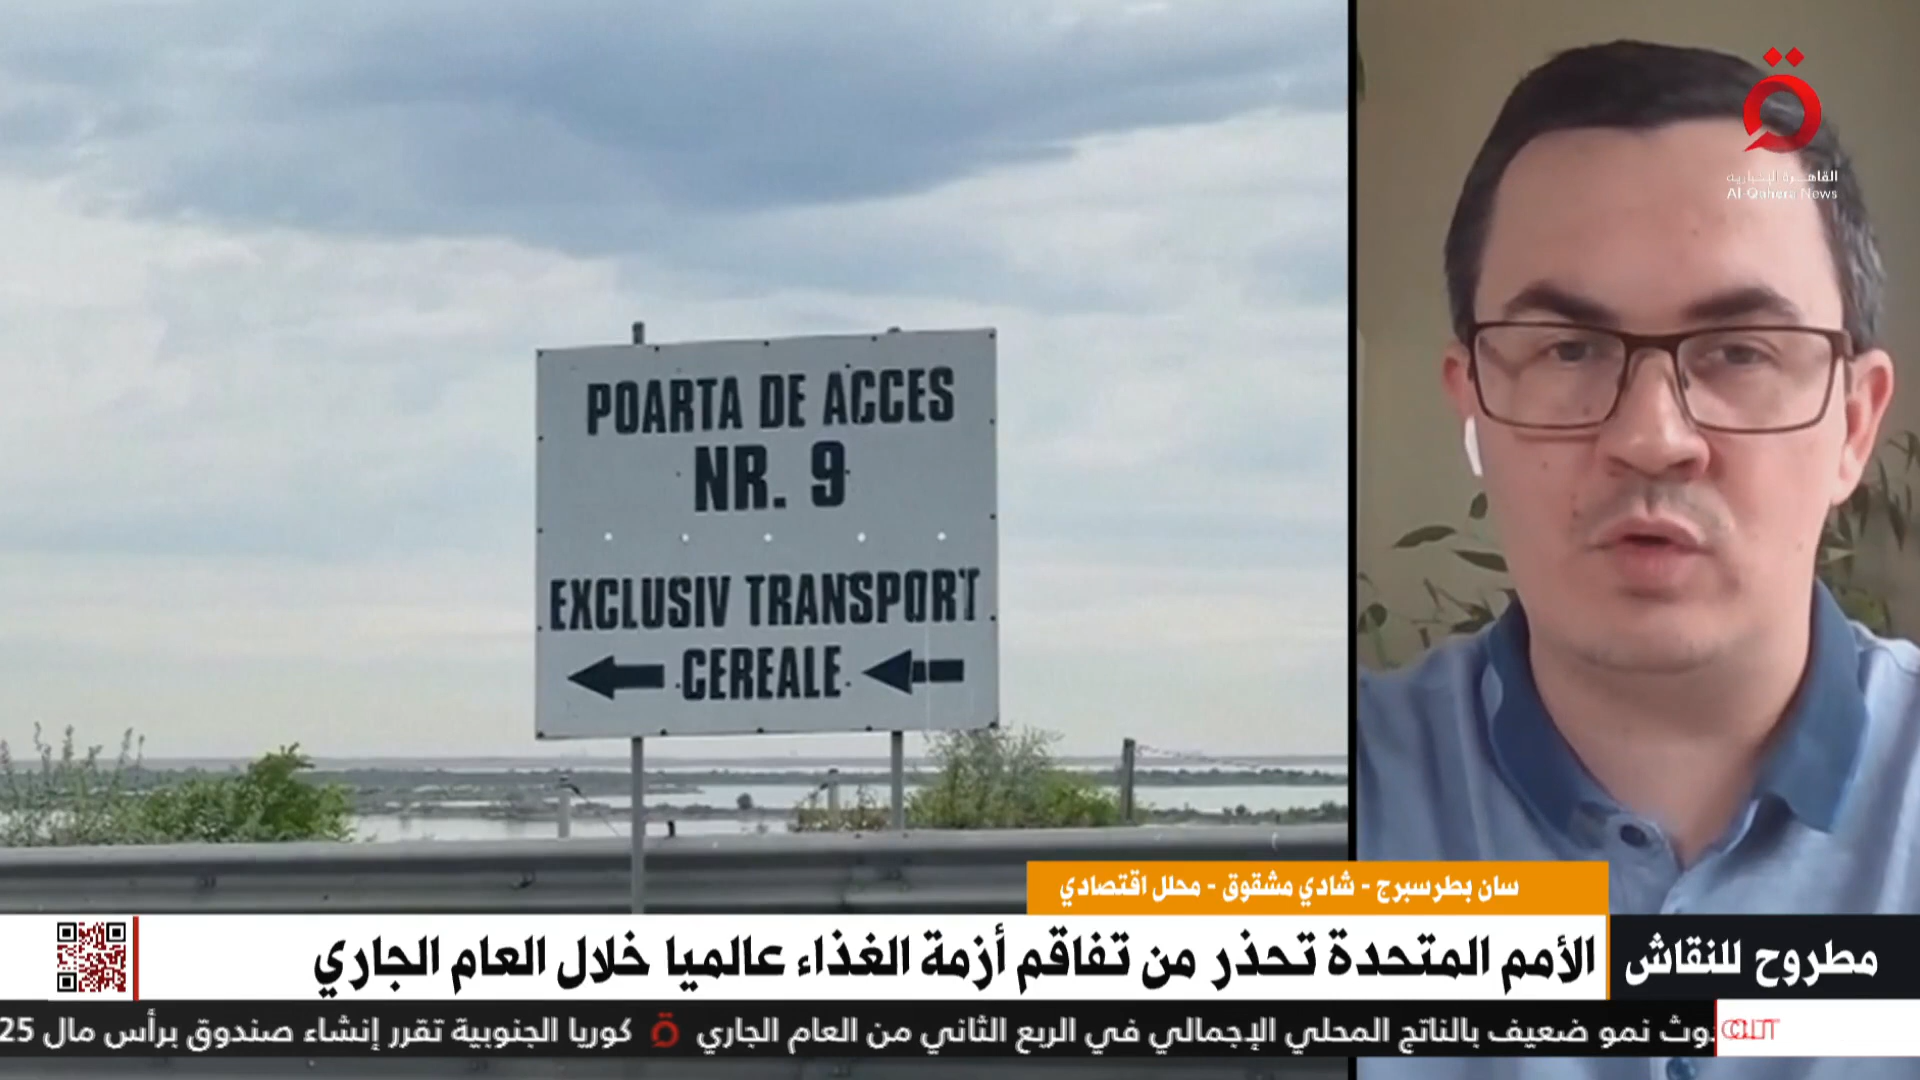 القاهرة الإخبارية
Al-Qahera News
POARTA DE ACCES
NR. 9
EXCLUSIV TRANSPORT
CEREALE
سان بطرسبرج - شادي مشقوق - محلل اقتصادي
مطروح للنقاش
الأمم المتحدة تحذر من تفاقم أزمة الغذاء عالميا خلال العام الجاري
نمو ضعيف بالناتج المحلي الإجمالي في الربع الثاني من العام الجاري
كوريا الجنوبية تقرر إنشاء صندوق برأس مال 25